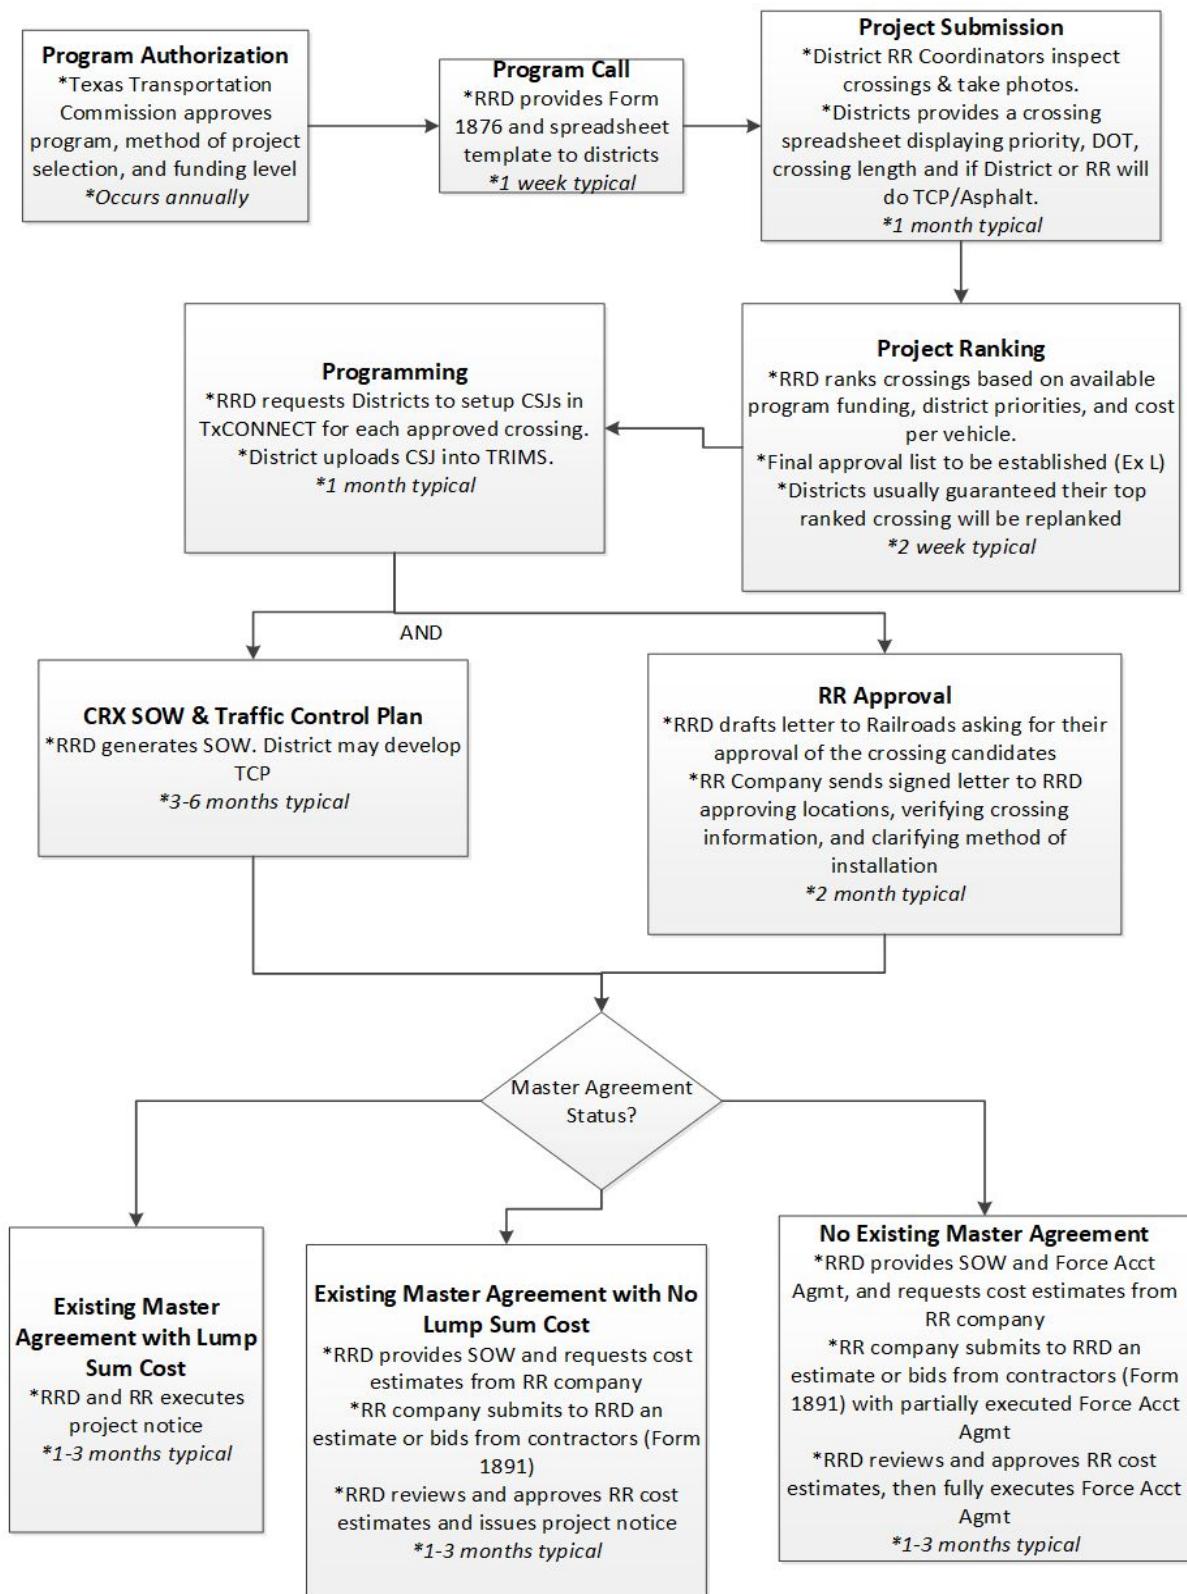 Program Authorization
*Texas Transportation
Commission approves
program, method of project
selection, and funding level
*Occurs annually
Program Call
*RRD provides Form
1876 and spreadsheet
template to districts
*1 week typical
Project Submission
*District RR Coordinators inspect
crossings & take photos.
*Districts provides a crossing
spreadsheet displaying priority, DOT,
crossing length and if District or RR will
do TCP/Asphalt.
*1 month typical
Programming
*RRD requests Districts to setup CSJs in
TxCONNECT for each approved crossing.
*District uploads CSJ into TRIMS.
*1 month typical
Project Ranking
*RRD ranks crossings based on available
program funding, district priorities, and cost
per vehicle.
*Final approval list to be established (Ex L)
*Districts usually guaranteed their top
ranked crossing will be replanked
*2 week typical
AND
CRX SOW & Traffic Control Plan
*RRD generates SOW. District may develop
TCP
*3-6 months typical
RR Approval
*RRD drafts letter to Railroads asking for their
approval of the crossing candidates
*RR Company sends signed letter to RRD
approving locations, verifying crossing
information, and clarifying method of
installation
*2 month typical
Master Agreement
Status?
Existing Master
Agreement with Lump
Sum Cost
*RRD and RR executes
project notice
*1-3 months typical
Existing Master Agreement with No
Lump Sum Cost
*RRD provides SOW and requests cost
estimates from RR company
*RR company submits to RRD an
estimate or bids from contractors (Form
1891)
*RRD reviews and approves RR cost
estimates and issues project notice
*1-3 months typical
No Existing Master Agreement
*RRD provides SOW and Force Acct
Agmt, and requests cost estimates from
RR company
*RR company submits to RRD an
estimate or bids from contractors (Form
1891) with partially executed Force Acct
Agmt
*RRD reviews and approves RR cost
estimates, then fully executes Force Acct
Agmt
*1-3 months typical